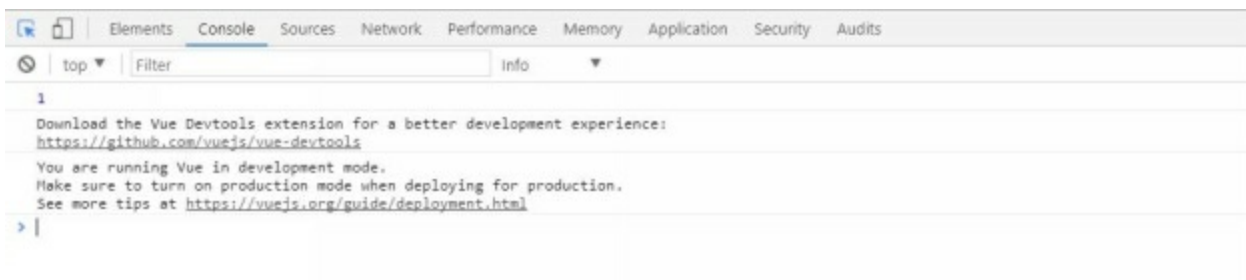 Elements Console Sources Network Performance Memory Application Security Audits
top Filter Info
1
Download the Vue Devtools extension for a better development experience:
https://github.com/vuejs/vue-devtools
You are running Vue in development mode.
Make sure to turn on production mode when deploying for production.
See more tips at https://vuejs.org/guide/deployment.html
>